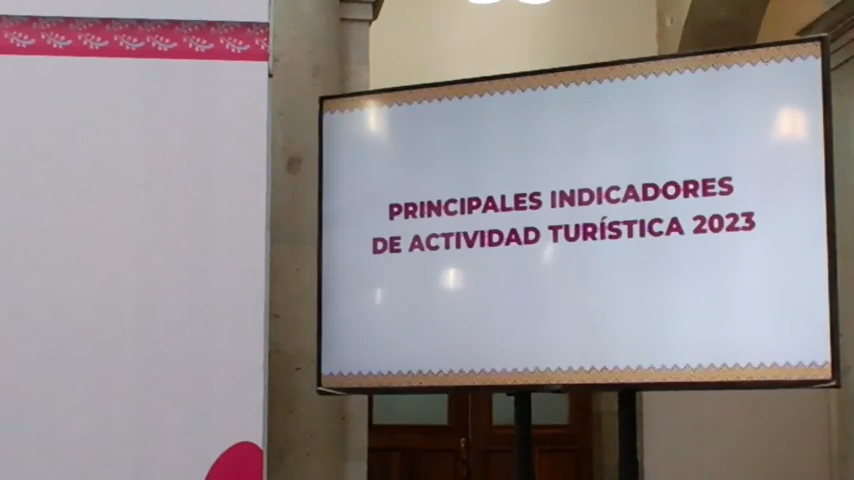 PRINCIPALES INDICADORES
DE ACTIVIDAD TURÍSTICA 2023